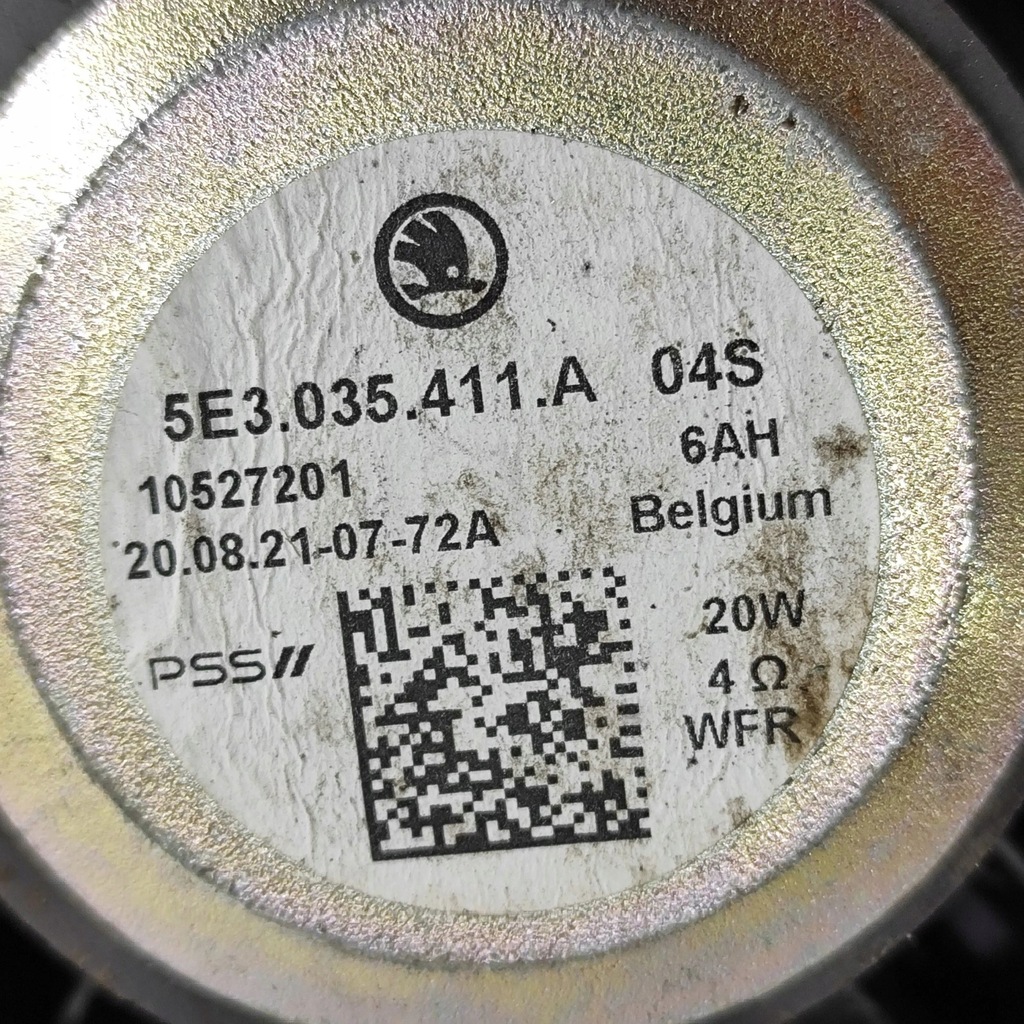 5E3.035.411.A 04S
10527201 6AH
20.08.21-07-72A Belgium
20W
PSS 4 Ω
WFR